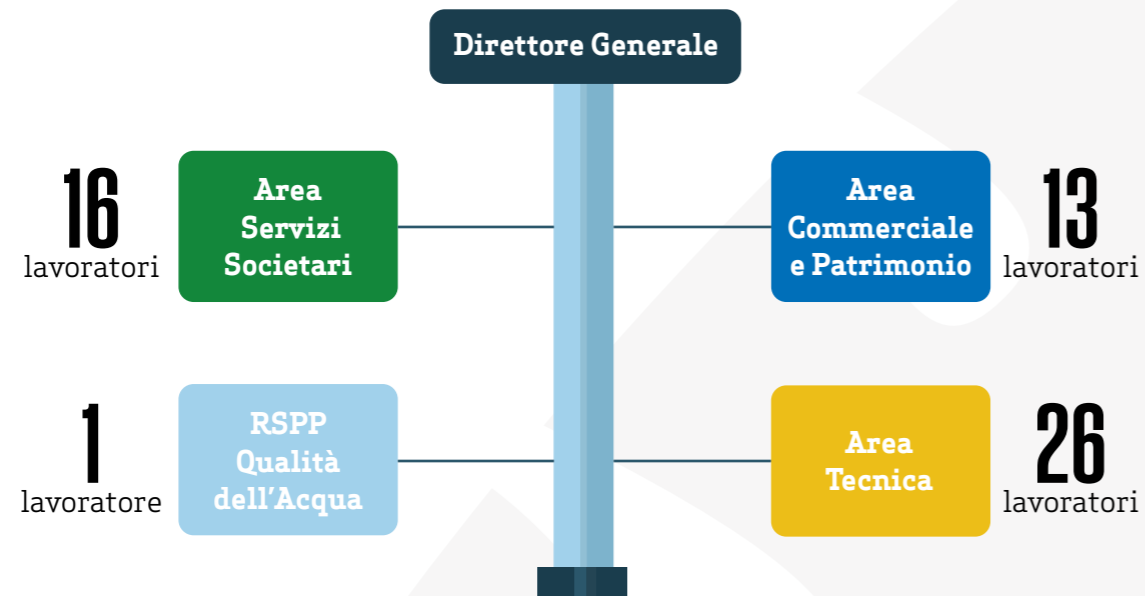 Direttore Generale
16
lavoratori
Area
Servizi
Societari
Area
Commerciale
e Patrimonio
13
lavoratori
1
lavoratore
RSPP
Qualità
dell'Acqua
Area
Tecnica
26
lavoratori